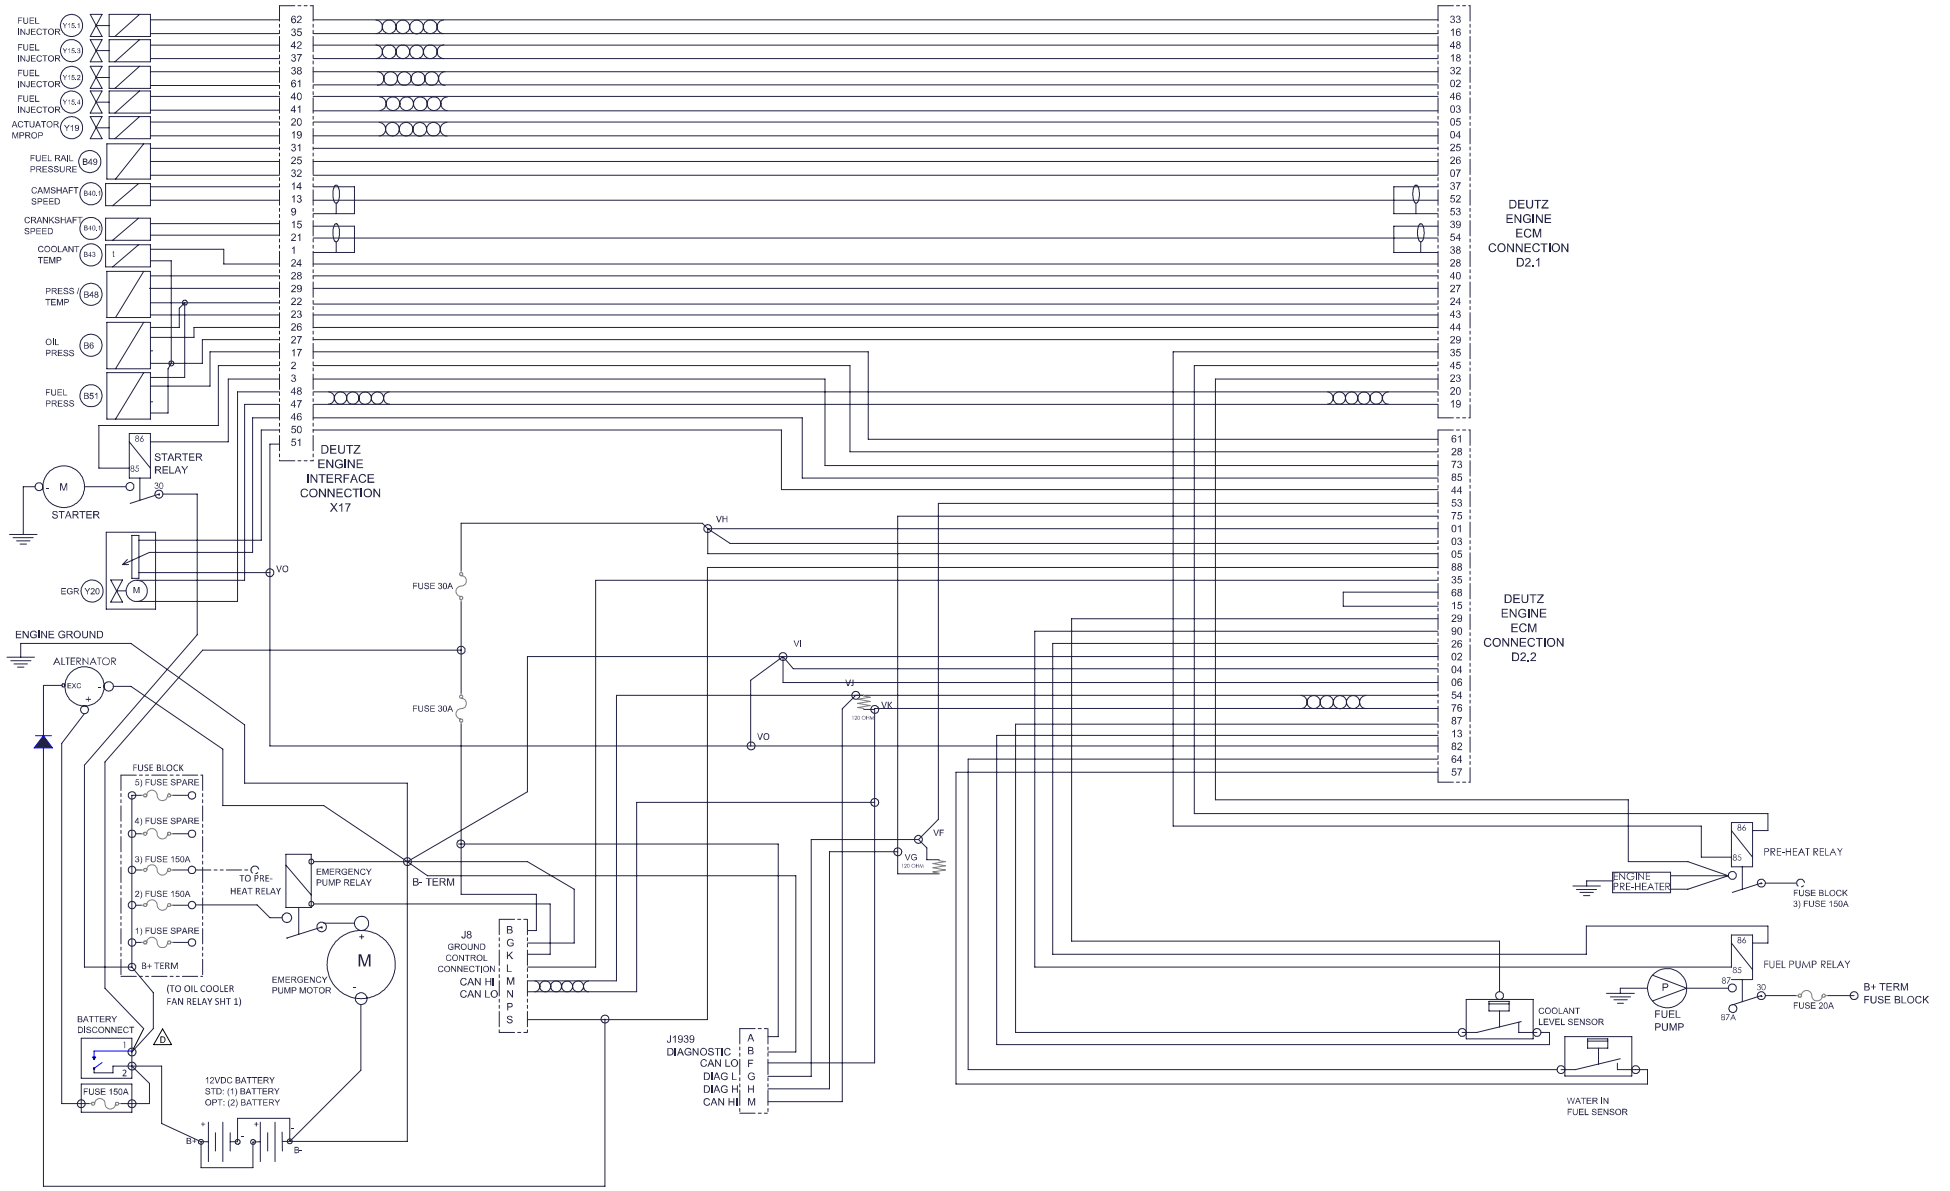 FUEL
INJECTOR
Y15.1
FUEL
INJECTOR
Y15.3
FUEL
INJECTOR
Y15.2
FUEL
INJECTOR
Y15.4
ACTUATOR
MPROP
Y19
FUEL RAIL
PRESSURE
B49
CAMSHAFT
SPEED
B40.1
CRANKSHAFT
SPEED
B40.1
COOLANT
TEMP
B43
1
PRESS /
TEMP
B48
OIL
PRESS
B6
FUEL
PRESS
B51
62
35
42
37
38
61
40
41
20
19
31
25
32
14
13
9
15
21
1
24
28
29
22
23
26
27
17
2
3
48
47
46
50
51
DEUTZ
ENGINE
INTERFACE
CONNECTION
X17
33
16
48
18
32
02
46
03
05
04
25
26
07
37
52
53
39
54
38
28
40
27
24
43
44
29
35
45
23
20
19
DEUTZ
ENGINE
ECM
CONNECTION
D2.1
61
28
73
85
44
53
75
01
03
05
88
35
68
15
29
90
26
02
04
06
54
76
87
13
82
64
57
DEUTZ
ENGINE
ECM
CONNECTION
D2.2
86
85
STARTER
RELAY
30
- M
STARTER
EGR
Y20
M
VO
ENGINE GROUND
ALTERNATOR
EXC
-
+
FUSE 30A
FUSE 30A
VH
VI
VJ
VK
120 OHM
VO
VF
VG
120 OHM
FUSE BLOCK
5) FUSE SPARE
4) FUSE SPARE
3) FUSE 150A
2) FUSE 150A
1) FUSE SPARE
B+ TERM
(TO OIL COOLER
FAN RELAY SHT 1)
TO PRE-
HEAT RELAY
EMERGENCY
PUMP RELAY
B- TERM
+
M
-
EMERGENCY
PUMP MOTOR
BATTERY
DISCONNECT
1
2
D
FUSE 150A
12VDC BATTERY
STD: (1) BATTERY
OPT: (2) BATTERY
B+
+
-
+
-
B-
J8
GROUND
CONTROL
CONNECTION
CAN HI
CAN LO
B
G
K
L
M
N
P
S
J1939
DIAGNOSTIC
CAN LO
DIAG L
DIAG H
CAN HI
A
B
F
G
H
M
86
85
PRE-HEAT RELAY
ENGINE
PRE-HEATER
FUSE BLOCK
3) FUSE 150A
86
85
FUEL PUMP RELAY
87
30
87A
P
FUEL
PUMP
FUSE 20A
B+ TERM
FUSE BLOCK
COOLANT
LEVEL SENSOR
WATER IN
FUEL SENSOR